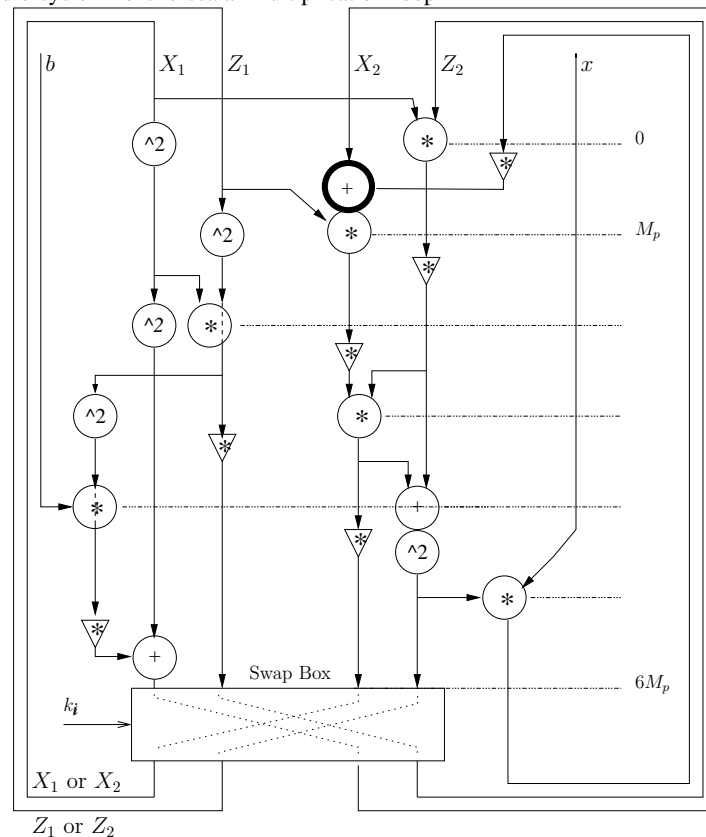 b X₁ Z₁ X₂ Z₂ x
^2 * 0
*
+
^2 * Mₚ
*
^2 *
*
^2 *
*
* +
* ^2
*
*
+
Swap Box 6Mₚ
kᵢ
X₁ or X₂
Z₁ or Z₂